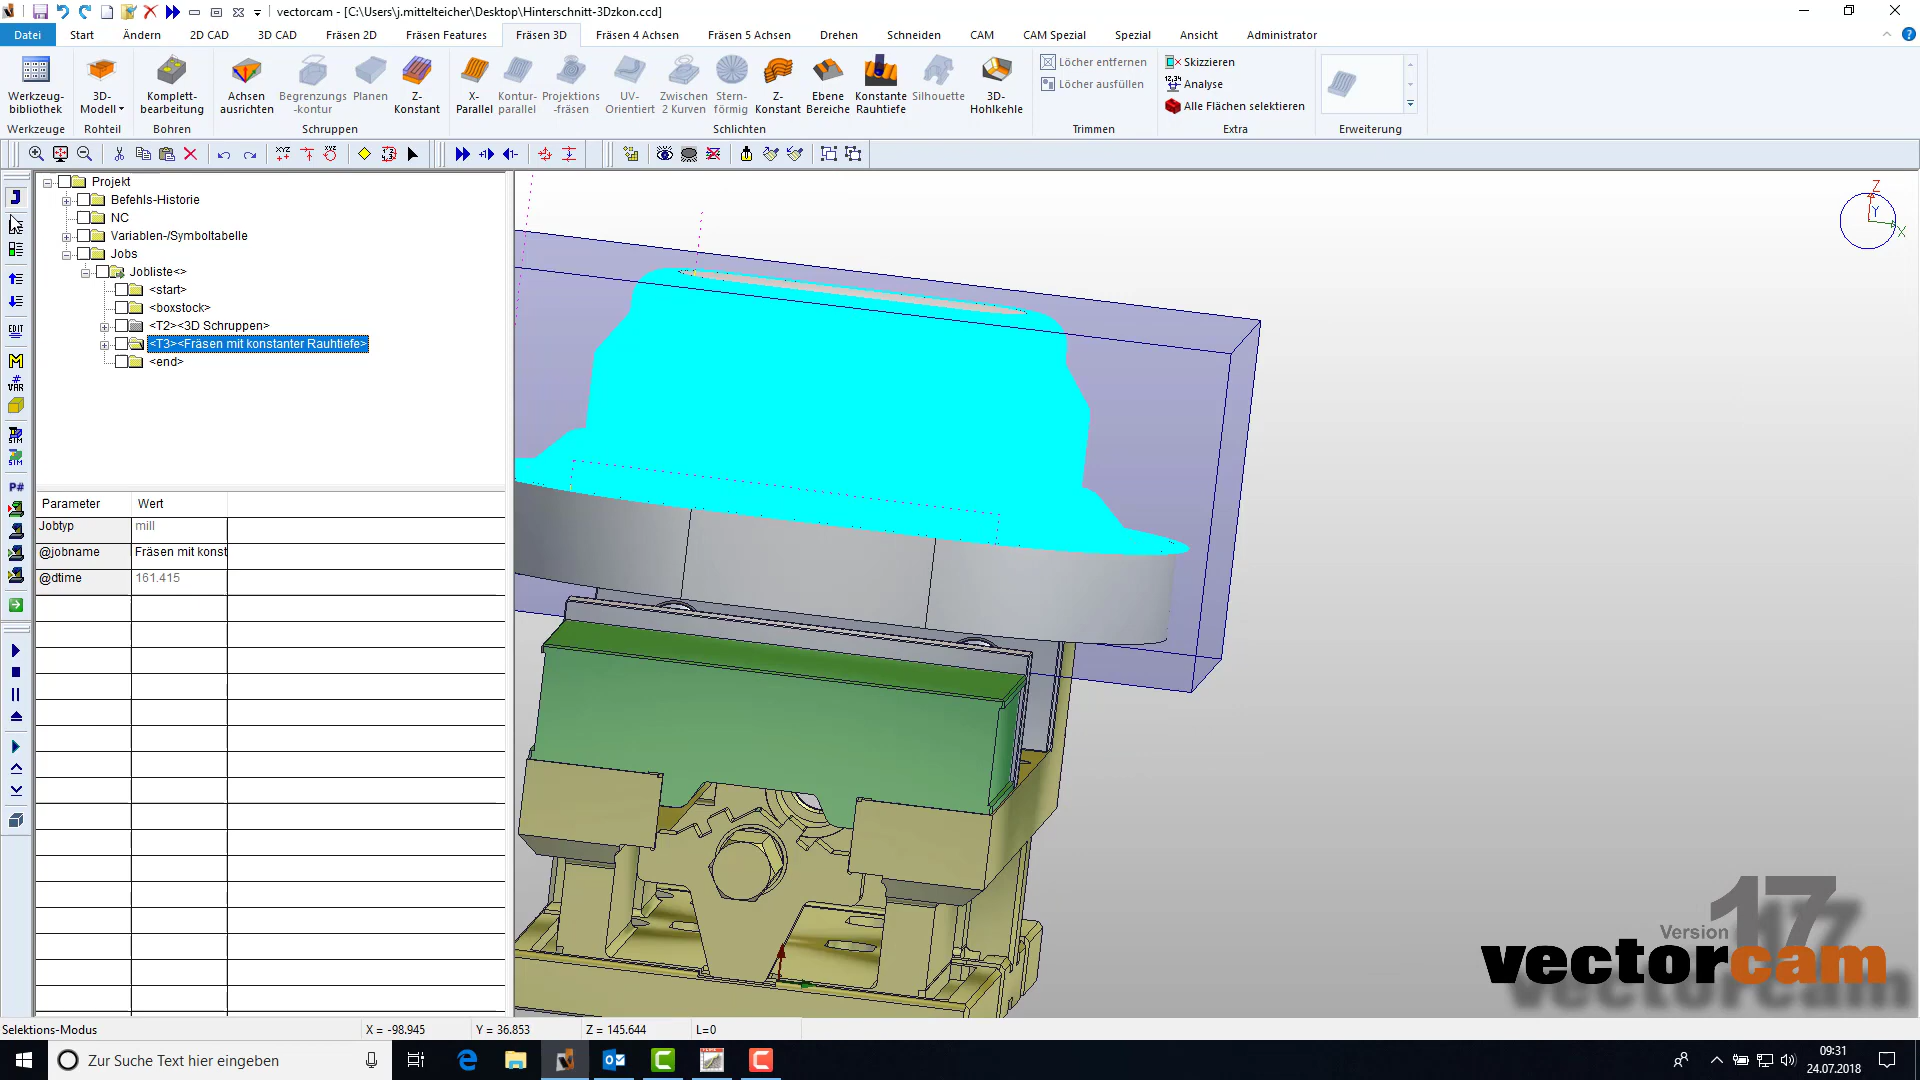 vectorcam - [C:\Users\j.mittelteicher\Desktop\Hinterschnitt-3Dzkon.ccd]
Datei Start Ändern 2D CAD 3D CAD Fräsen 2D Fräsen Features Fräsen 3D Fräsen 4 Achsen Fräsen 5 Achsen Drehen Schneiden CAM CAM Spezial Spezial Ansicht Administrator
Werkzeug-
bibliothek
Werkzeuge
3D-
Modell
Rohteil
Komplett-
bearbeitung
Bohren
Achsen
ausrichten
Begrenzungs
-kontur
Planen
Z-
Konstant
Schruppen
X-
Parallel
Kontur-
parallel
Projektions
-fräsen
UV-
Orientiert
Zwischen
2 Kurven
Stern-
förmig
Z-
Konstant
Ebene
Bereiche
Konstante
Rauhtiefe
Silhouette
3D-
Hohlkehle
Schlichten
Löcher entfernen
Löcher ausfüllen
Trimmen
Skizzieren
Analyse
Alle Flächen selektieren
Extra
Erweiterung
Projekt
Befehls-Historie
NC
Variablen-/Symboltabelle
Jobs
Jobliste<>
<start>
<boxstock>
<T2><3D Schruppen>
<T3><Fräsen mit konstanter Rauhtiefe>
<end>
EDIT
M
#
VAR
SIM
SIM
P#
Parameter Wert
Jobtyp mill
@jobname Fräsen mit konst
@dtime 161.415
Z
Y
X
Version 17
vectorcam
Selektions-Modus X = -98.945 Y = 36.853 Z = 145.644 L=0
Zur Suche Text hier eingeben
09:31
24.07.2018